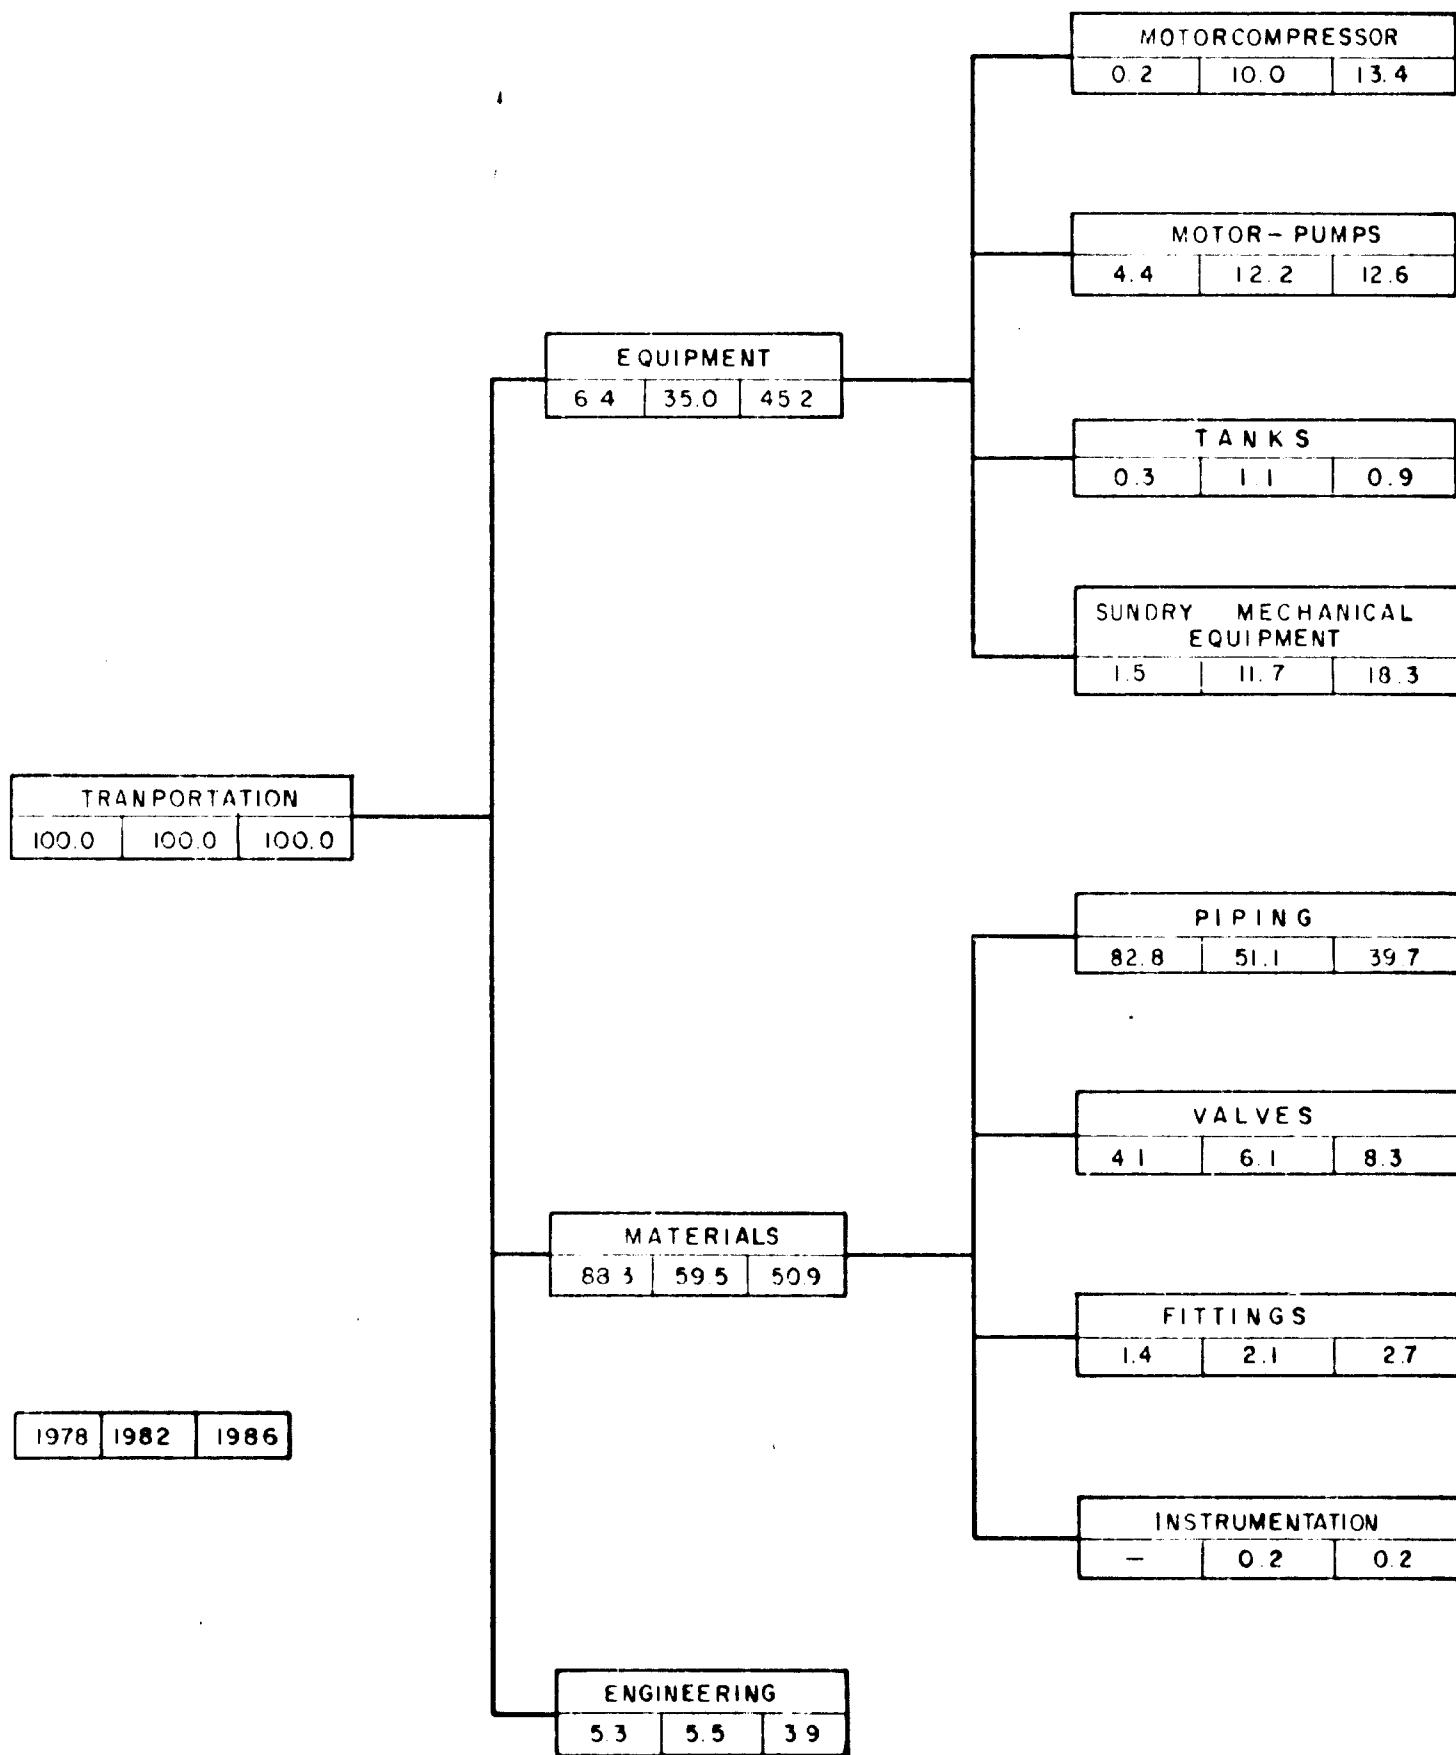 MOTORCOMPRESSOR
0.2 10.0 13.4
MOTOR-PUMPS
4.4 12.2 12.6
EQUIPMENT
6 4 35.0 45 2
TANKS
0.3 1.1 0.9
SUNDRY MECHANICAL
EQUIPMENT
1.5 11.7 18.3
TRANPORTATION
100.0 100.0 100.0
PIPING
82.8 51.1 39.7
VALVES
4 1 6.1 8.3
MATERIALS
88 3 59.5 50.9
FITTINGS
1.4 2.1 2.7
1978 1982 1986
INSTRUMENTATION
– 0.2 0.2
ENGINEERING
5.3 5.5 3 9